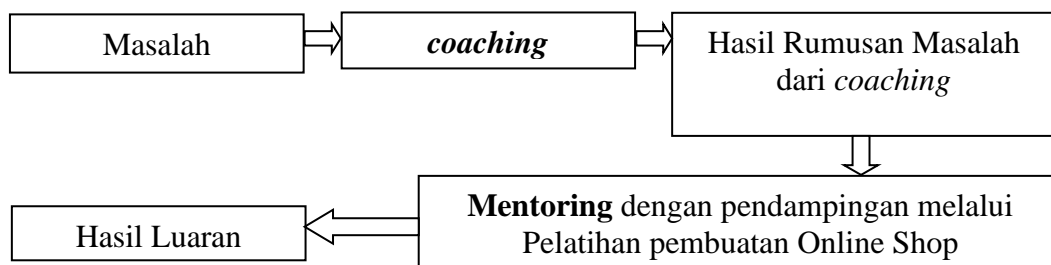 Masalah
coaching
Hasil Rumusan Masalah
dari coaching
Mentoring dengan pendampingan melalui
Pelatihan pembuatan Online Shop
Hasil Luaran